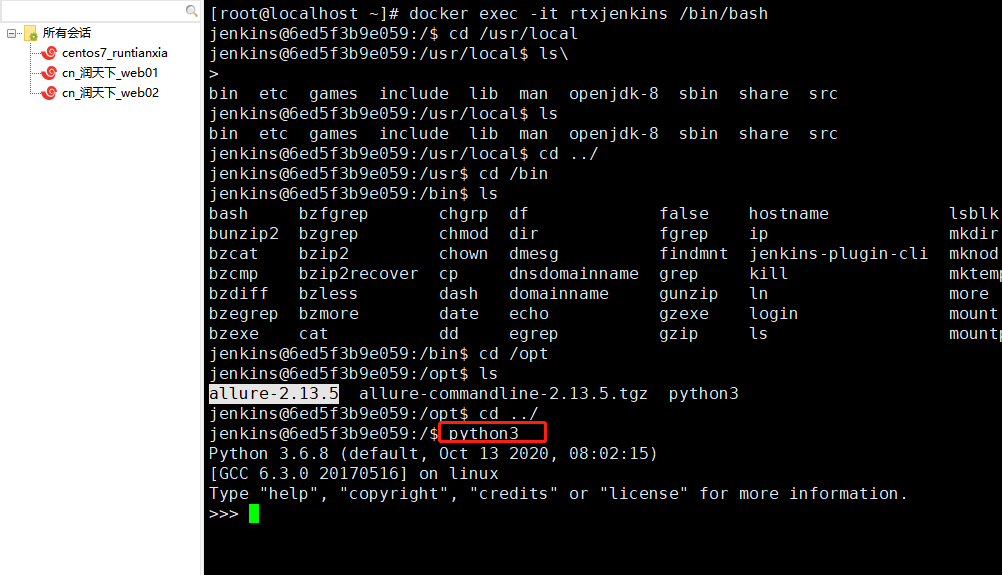 所有会话
centos7_runtianxia
cn_润天下_web01
cn_润天下_web02
[root@localhost ~]# docker exec -it rtxjenkins /bin/bash
jenkins@6ed5f3b9e059:/$ cd /usr/local
jenkins@6ed5f3b9e059:/usr/local$ ls\
>
bin etc games include lib man openjdk-8 sbin share src
jenkins@6ed5f3b9e059:/usr/local$ ls
bin etc games include lib man openjdk-8 sbin share src
jenkins@6ed5f3b9e059:/usr/local$ cd ../
jenkins@6ed5f3b9e059:/usr$ cd /bin
jenkins@6ed5f3b9e059:/bin$ ls
bash bzfgrep chgrp df false hostname lsblk
bunzip2 bzgrep chmod dir fgrep ip mkdir
bzcat bzip2 chown dmesg findmnt jenkins-plugin-cli mknod
bzcmp bzip2recover cp dnsdomainname grep kill mktemp
bzdiff bzless dash domainname gunzip ln more
bzegrep bzmore date echo gzexe login mount
bzexe cat dd egrep gzip ls mountp
jenkins@6ed5f3b9e059:/bin$ cd /opt
jenkins@6ed5f3b9e059:/opt$ ls
allure-2.13.5 allure-commandline-2.13.5.tgz python3
jenkins@6ed5f3b9e059:/opt$ cd ../
jenkins@6ed5f3b9e059:/$ python3
Python 3.6.8 (default, Oct 13 2020, 08:02:15)
[GCC 6.3.0 20170516] on linux
Type "help", "copyright", "credits" or "license" for more information.
>>>